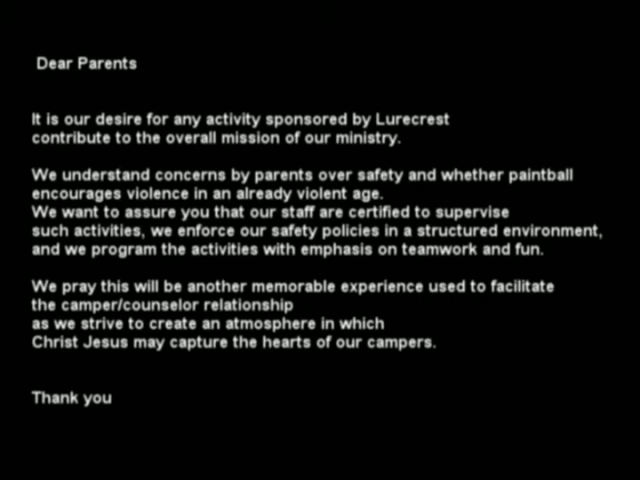 Dear Parents
It is our desire for any activity sponsored by Lurecrest
contribute to the overall mission of our ministry.
We understand concerns by parents over safety and whether paintball
encourages violence in an already violent age.
We want to assure you that our staff are certified to supervise
such activities, we enforce our safety policies in a structured environment,
and we program the activities with emphasis on teamwork and fun.
We pray this will be another memorable experience used to facilitate
the camper/counselor relationship
as we strive to create an atmosphere in which
Christ Jesus may capture the hearts of our campers.
Thank you